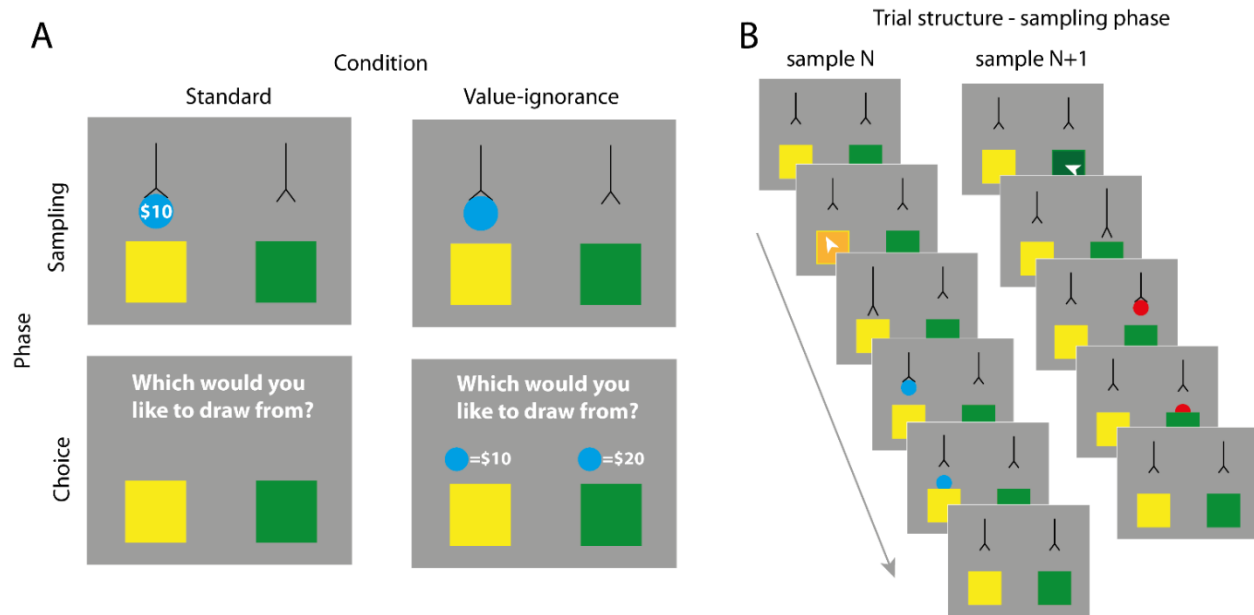 A
Condition
Standard
Value-ignorance
Phase
Sampling
$10
Choice
Which would you
like to draw from?
Which would you
like to draw from?
=$10
=$20
B
Trial structure - sampling phase
sample N
sample N+1